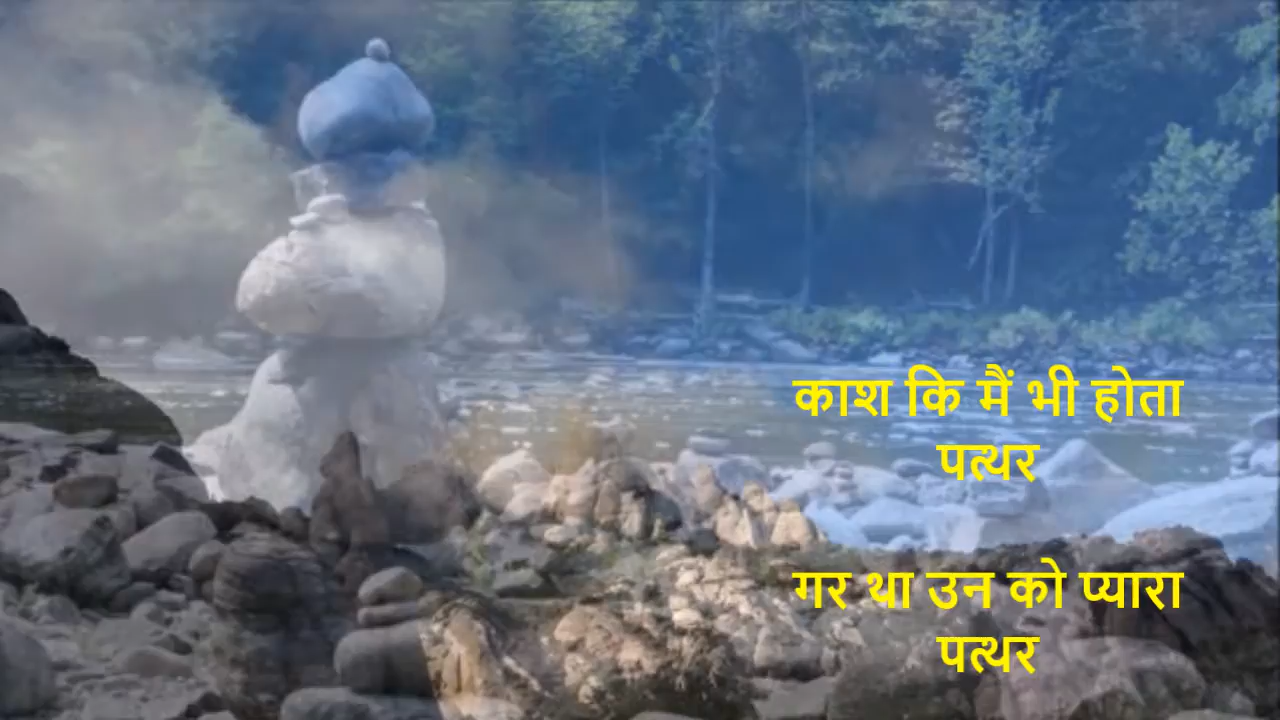 काश कि मैं भी होता
पत्थर
गर था उन को प्यारा
पत्थर